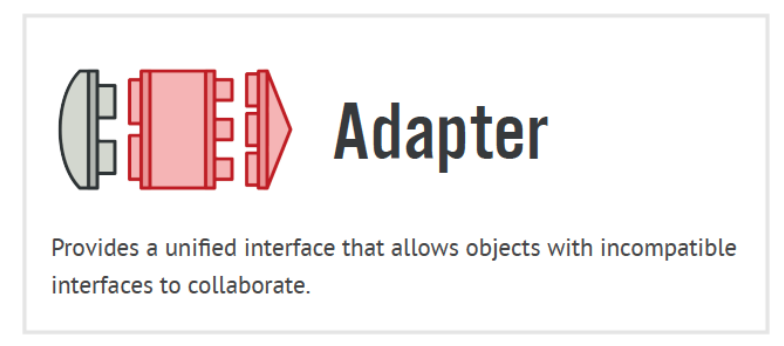 Adapter
Provides a unified interface that allows objects with incompatible
interfaces to collaborate.